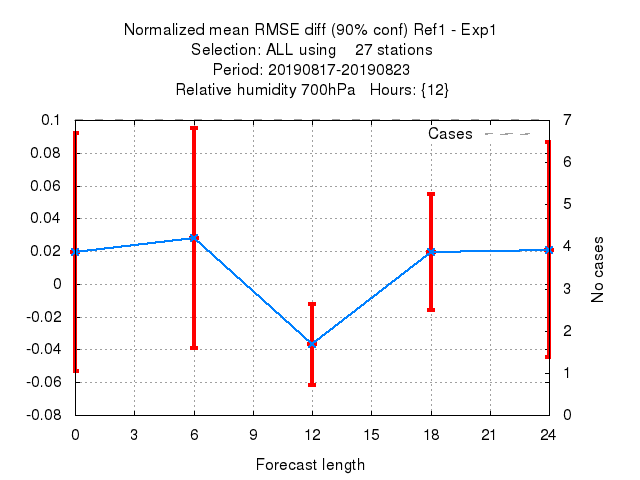 Normalized mean RMSE diff (90% conf) Ref1 - Exp1
Selection: ALL using    27 stations
Period: 20190817-20190823
Relative humidity 700hPa   Hours: {12}
Cases
0.1
0.08
0.06
0.04
0.02
0
-0.02
-0.04
-0.06
-0.08
7
6
5
4
3
2
1
0
No cases
0 3 6 9 12 15 18 21 24
Forecast length